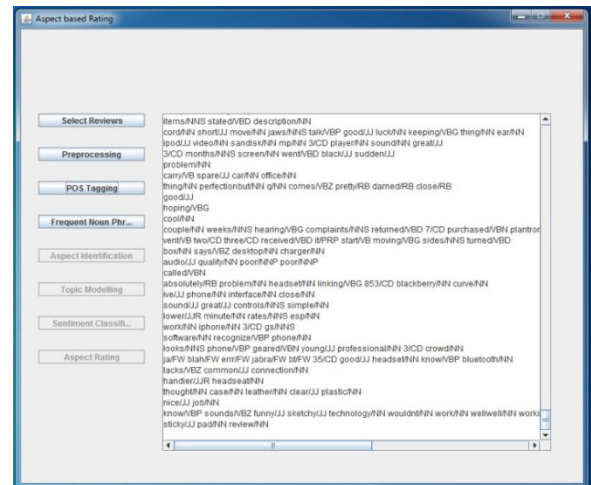 Aspect based Rating
Select Reviews
Preprocessing
POS Tagging
Frequent Noun Phr...
Aspect Identification
Topic Modelling
Sentiment Classifi...
Aspect Rating
items/NNS stated/VBD description/NN
cord/NN short/JJ move/NN jaws/NNS talk/VBP good/JJ luck/NN keeping/VBG thing/NN ear/NN
ipod/JJ video/NN sandisk/NN mp/NN 3/CD player/NN sound/NN great/JJ
3/CD months/NNS screen/NN went/VBD black/JJ sudden/JJ
problem/NN
carry/VB spare/JJ car/NN office/NN
thing/NN perfectionbut/NN q/NN comes/VBZ pretty/RB darned/RB close/RB
good/JJ
hoping/VBG
cool/NN
couple/NN weeks/NNS hearing/VBG complaints/NNS returned/VBD 7/CD purchased/VBN plantror
vent/VB two/CD three/CD received/VBD it/PRP start/VB moving/VBG sides/NNS turned/VBD
box/NN says/VBZ desktop/NN charger/NN
audio/JJ quality/NN poor/NNP poor/NNP
called/VBN
absolutely/RB problem/NN headset/NN linking/VBG 853/CD blackberry/NN curve/NN
ive/JJ phone/NN interface/NN close/NN
sound/JJ great/JJ controls/NNS simple/NN
lower/JJR minute/NN rates/NNS esp/NN
work/NN iphone/NN 3/CD gs/NNS
software/NN recognize/VBP phone/NN
looks/NNS phone/VBP geared/VBN young/JJ professional/NN 3/CD crowd/NN
ja/FW blah/FW errr/FW jabra/FW bt/FW 35/CD good/JJ headset/NN know/VBP bluetooth/NN
lacks/VBZ common/JJ connection/NN
handier/JJR headseat/NN
thought/NN case/NN leather/NN clear/JJ plastic/NN
nice/JJ job/NN
know/VBP sounds/VBZ funny/JJ sketchy/JJ technology/NN wouldnt/NN work/NN wellwell/NN works
sticky/JJ pad/NN review/NN